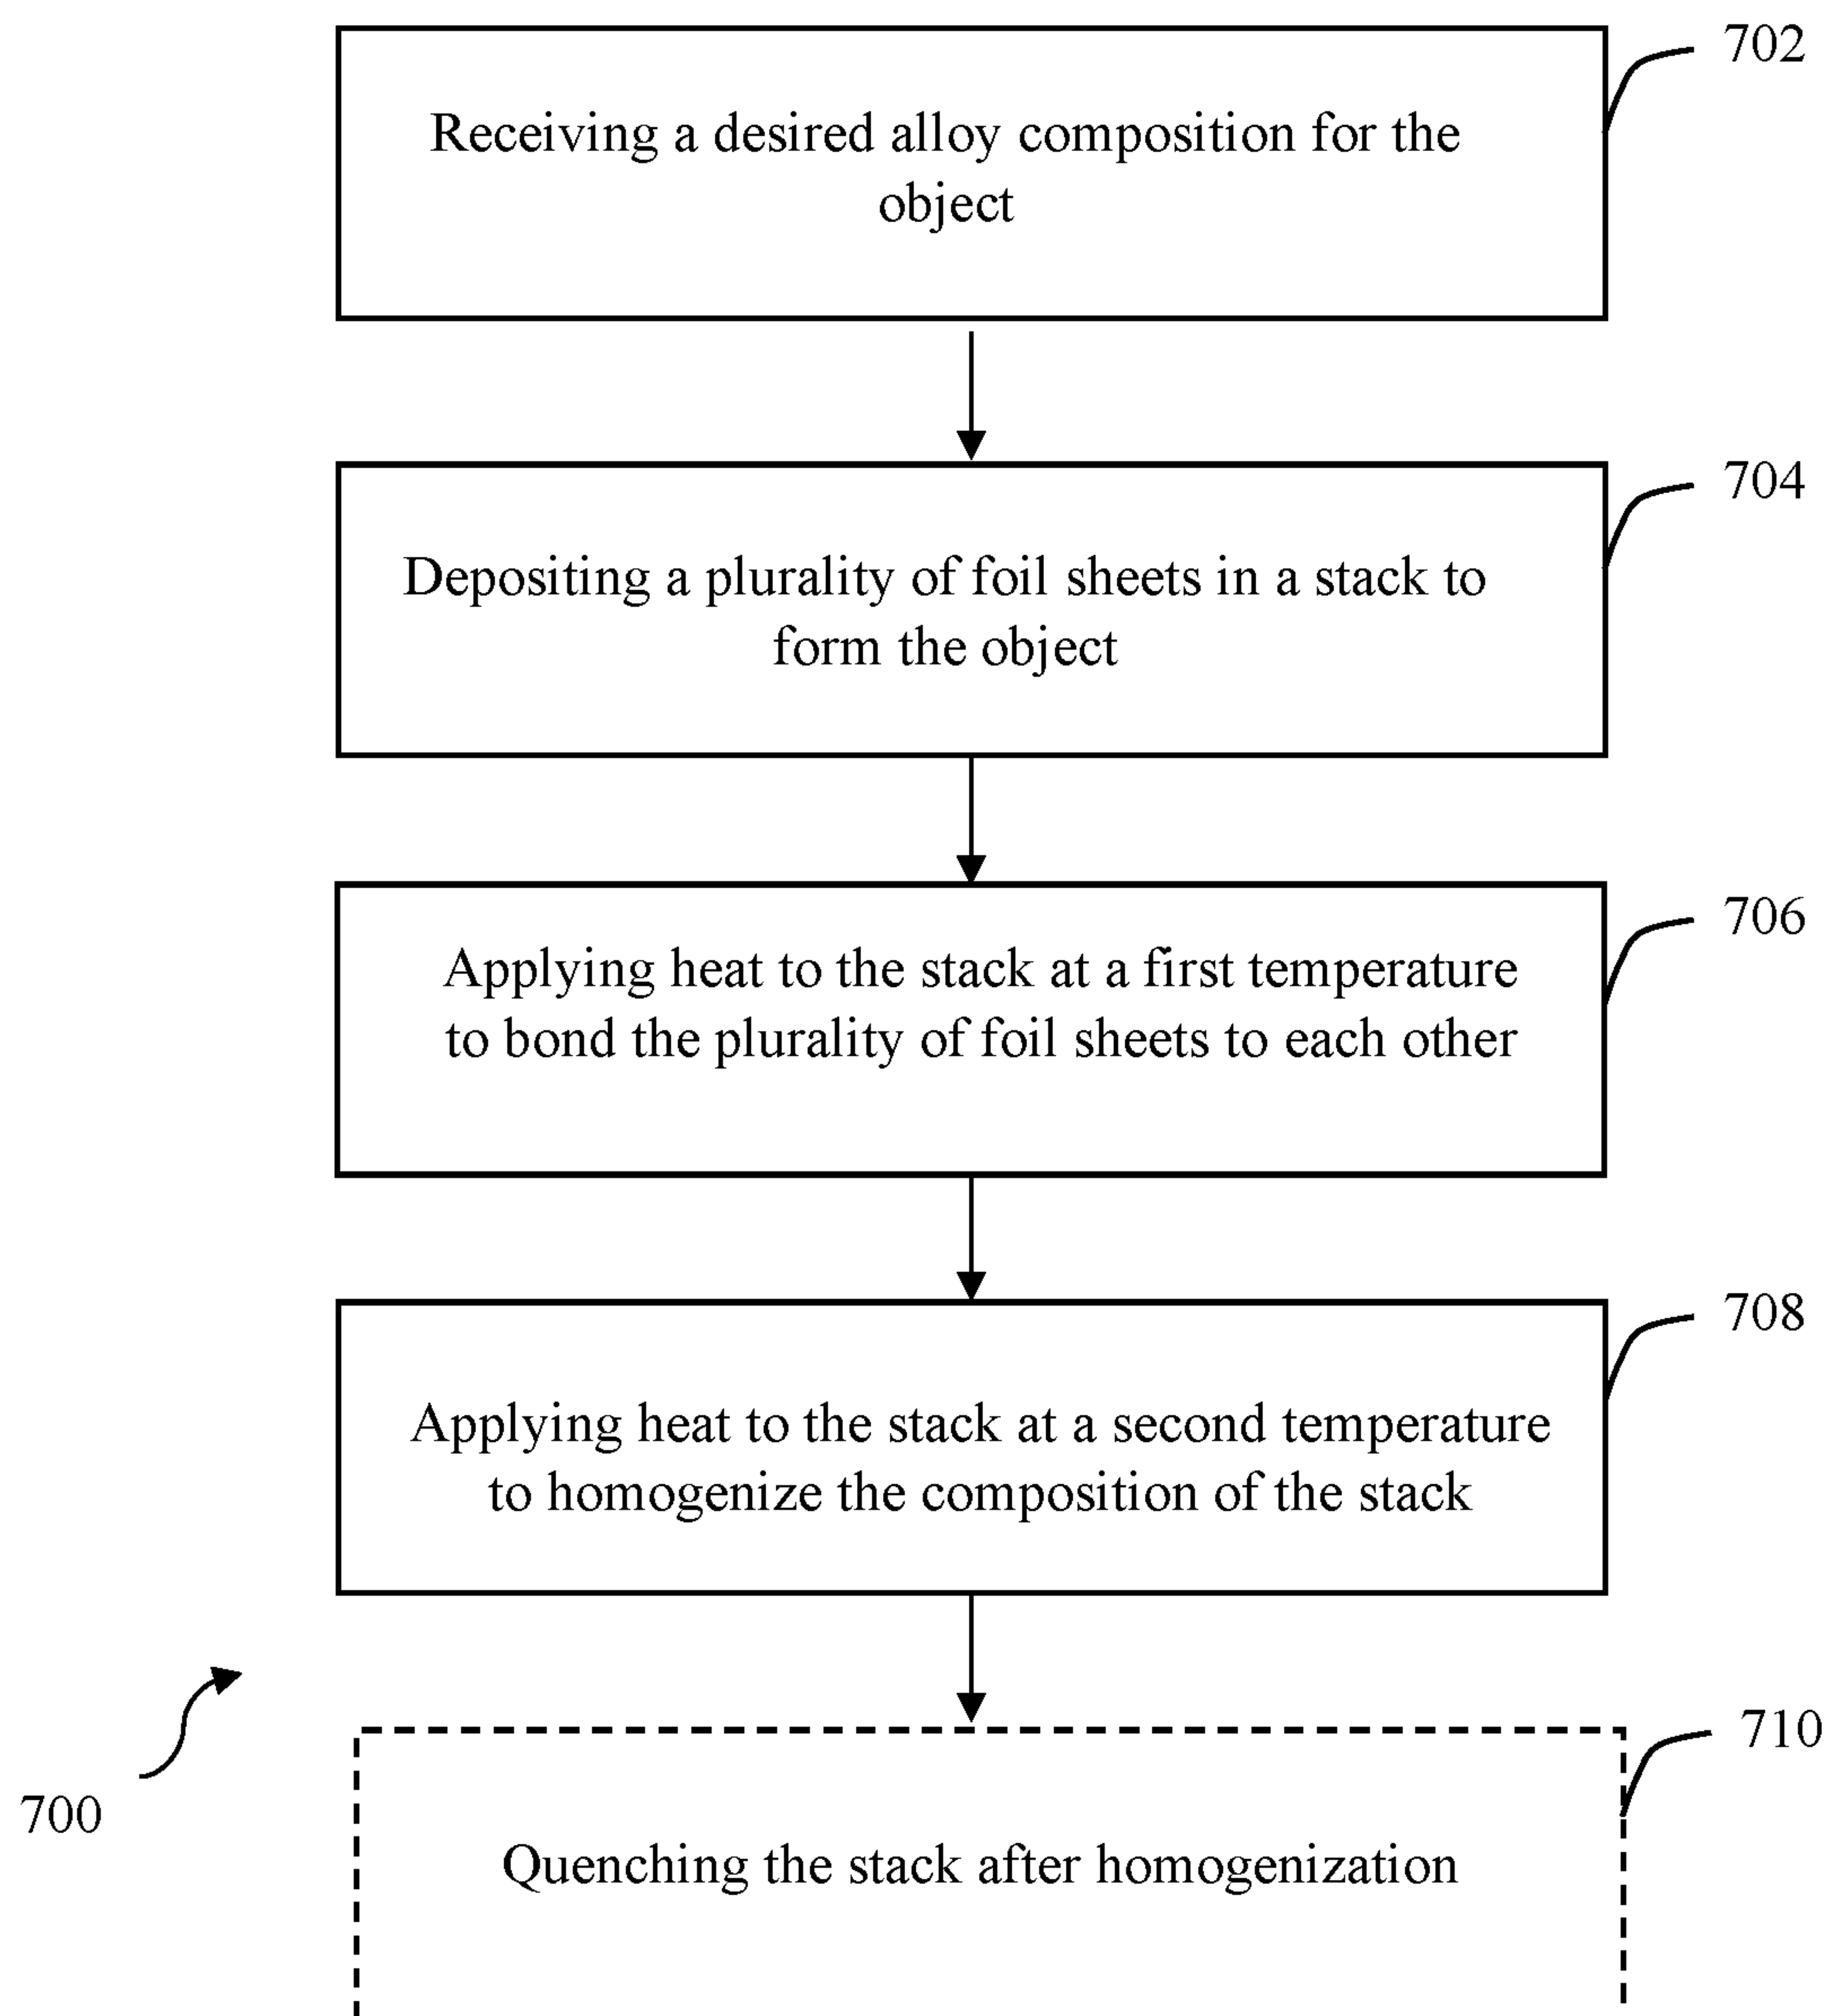 702
Receiving a desired alloy composition for the
object
704
Depositing a plurality of foil sheets in a stack to
form the object
706
Applying heat to the stack at a first temperature
to bond the plurality of foil sheets to each other
708
Applying heat to the stack at a second temperature
to homogenize the composition of the stack
710
700
Quenching the stack after homogenization